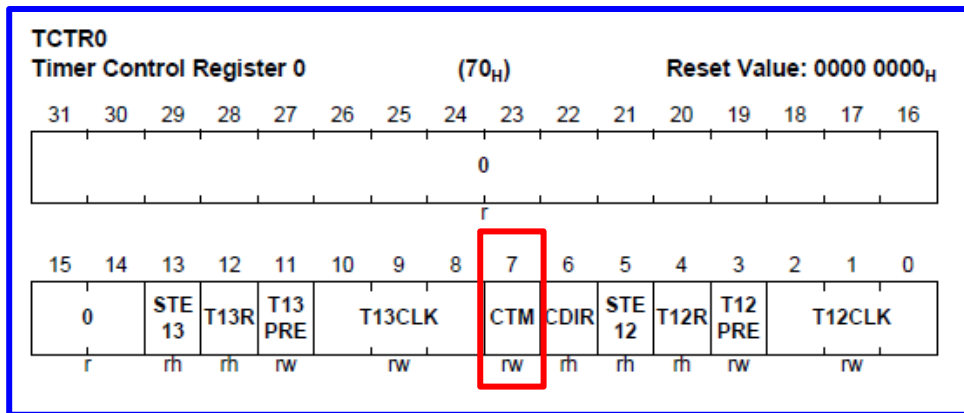 TCTR0
Timer Control Register 0 (70H) Reset Value: 0000 0000H
31 30 29 28 27 26 25 24 23 22 21 20 19 18 17 16
0
r
15 14 13 12 11 10 9 8 7 6 5 4 3 2 1 0
0 STE 13 T13R T13 PRE T13CLK CTM CDIR STE 12 T12R T12 PRE T12CLK
r rh rh rw rw rw rh rh rh rw rw